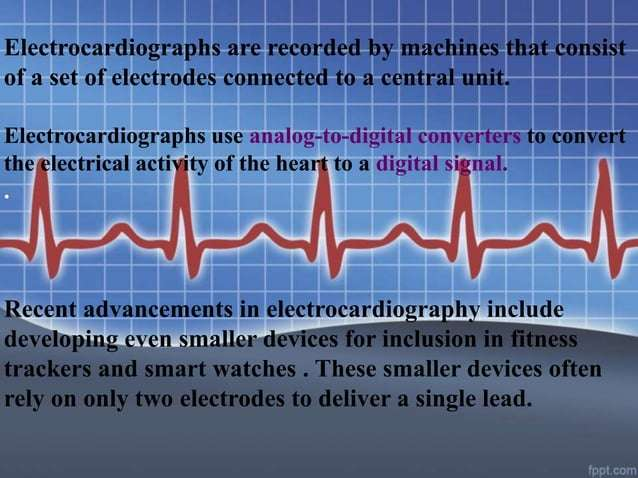 Electrocardiographs are recorded by machines that consist
of a set of electrodes connected to a central unit.
Electrocardiographs use analog-to-digital converters to convert
the electrical activity of the heart to a digital signal.
.
Recent advancements in electrocardiography include
developing even smaller devices for inclusion in fitness
trackers and smart watches . These smaller devices often
rely on only two electrodes to deliver a single lead.
fppt.com